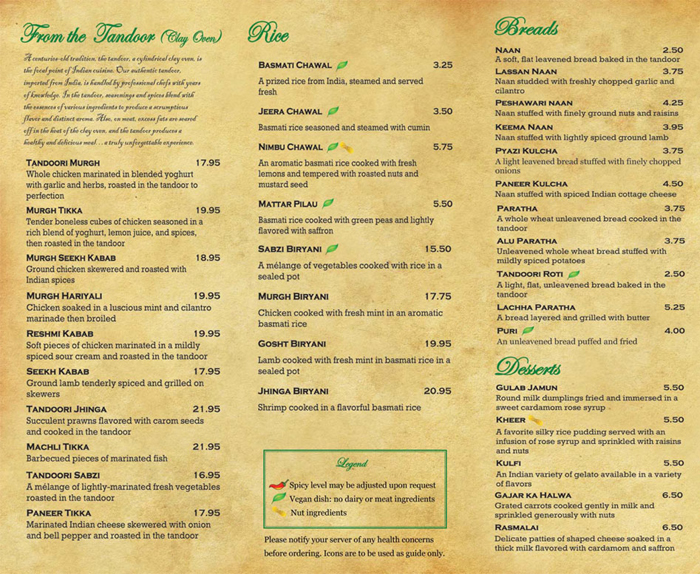 From the Tandoor (Clay Oven)
A centuries-old tradition, the tandoor, a cylindrical clay oven, is
the focal point of Indian cuisine. Our authentic tandoor,
imported from India, is handled by professional chefs with years
of knowledge. In the tandoor, seasonings and spices blend with
the essences of various ingredients to produce a scrumptious
flavor and distinct aroma. Also, on meat, excess fats are seared
off in the heat of the clay oven, and the tandoor produces a
healthy and delicious meal . . . a truly unforgettable experience.
Tandoori Murgh 17.95
Whole chicken marinated in blended yoghurt
with garlic and herbs, roasted in the tandoor to
perfection
Murgh Tikka 19.95
Tender boneless cubes of chicken seasoned in a
rich blend of yoghurt, lemon juice, and spices,
then roasted in the tandoor
Murgh Seekh Kabab 18.95
Ground chicken skewered and roasted with
Indian spices
Murgh Hariyali 19.95
Chicken soaked in a luscious mint and cilantro
marinade then broiled
Reshmi Kabab 19.95
Soft pieces of chicken marinated in a mildly
spiced sour cream and roasted in the tandoor
Seekh Kabab 17.95
Ground lamb tenderly spiced and grilled on
skewers
Tandoori Jhinga 21.95
Succulent prawns flavored with carom seeds
and cooked in the tandoor
Machli Tikka 21.95
Barbecued pieces of marinated fish
Tandoori Sabzi 16.95
A mélange of lightly-marinated fresh vegetables
roasted in the tandoor
Paneer Tikka 17.95
Marinated Indian cheese skewered with onion
and bell pepper and roasted in the tandoor
Rice
Basmati Chawal 3.25
A prized rice from India, steamed and served
fresh
Jeera Chawal 3.50
Basmati rice seasoned and steamed with cumin
Nimbu Chawal 5.75
An aromatic basmati rice cooked with fresh
lemons and tempered with roasted nuts and
mustard seed
Mattar Pilau 5.50
Basmati rice cooked with green peas and lightly
flavored with saffron
Sabzi Biryani 15.50
A mélange of vegetables cooked with rice in a
sealed pot
Murgh Biryani 17.75
Chicken cooked with fresh mint in an aromatic
basmati rice
Gosht Biryani 19.95
Lamb cooked with fresh mint in basmati rice in a
sealed pot
Jhinga Biryani 20.95
Shrimp cooked in a flavorful basmati rice
Legend
Spicy level may be adjusted upon request
Vegan dish: no dairy or meat ingredients
Nut ingredients
Please notify your server of any health concerns
before ordering. Icons are to be used as guide only.
Breads
Naan 2.50
A soft, flat leavened bread baked in the tandoor
Lassan Naan 3.75
Naan studded with freshly chopped garlic and
cilantro
Peshawari naan 4.25
Naan stuffed with finely ground nuts and raisins
Keema Naan 3.95
Naan stuffed with lightly spiced ground lamb
Pyazi Kulcha 3.75
A light leavened bread stuffed with finely chopped
onions
Paneer Kulcha 4.50
Naan stuffed with spiced Indian cottage cheese
Paratha 3.75
A whole wheat unleavened bread cooked in the
tandoor
Alu Paratha 3.75
Unleavened whole wheat bread stuffed with
mildly spiced potatoes
Tandoori Roti 2.50
A light, flat, unleavened bread baked in the
tandoor
Lachha Paratha 5.25
A bread layered and grilled with butter
Puri 4.00
An unleavened bread puffed and fried
Desserts
Gulab Jamun 5.50
Round milk dumplings fried and immersed in a
sweet cardamom rose syrup
Kheer 5.50
A favorite silky rice pudding served with an
infusion of rose syrup and sprinkled with raisins
and nuts
Kulfi 5.50
An Indian variety of gelato available in a variety
of flavors
Gajar ka Halwa 6.50
Grated carrots cooked gently in milk and
sprinkled generously with nuts
Rasmalai 6.50
Delicate patties of shaped cheese soaked in a
thick milk flavored with cardamom and saffron